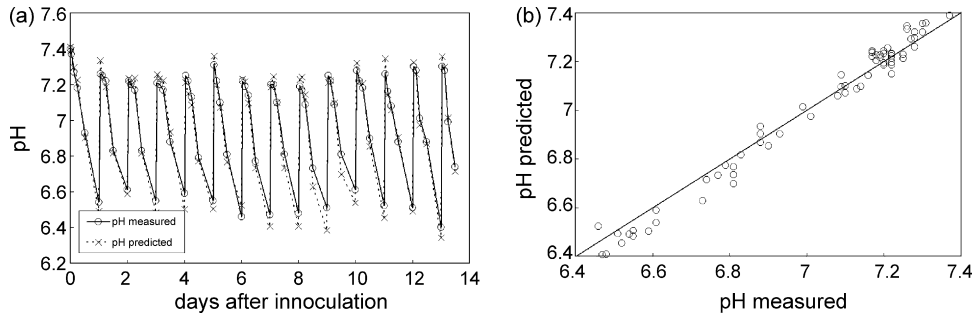 (a)
7.6
7.4
7.2
7
6.8
6.6
6.4
6.2
pH
pH measured
pH predicted
0 2 4 6 8 10 12 14
days after innoculation
(b)
7.4
7.2
7
6.8
6.6
6.4
pH predicted
6.4 6.6 6.8 7 7.2 7.4
pH measured